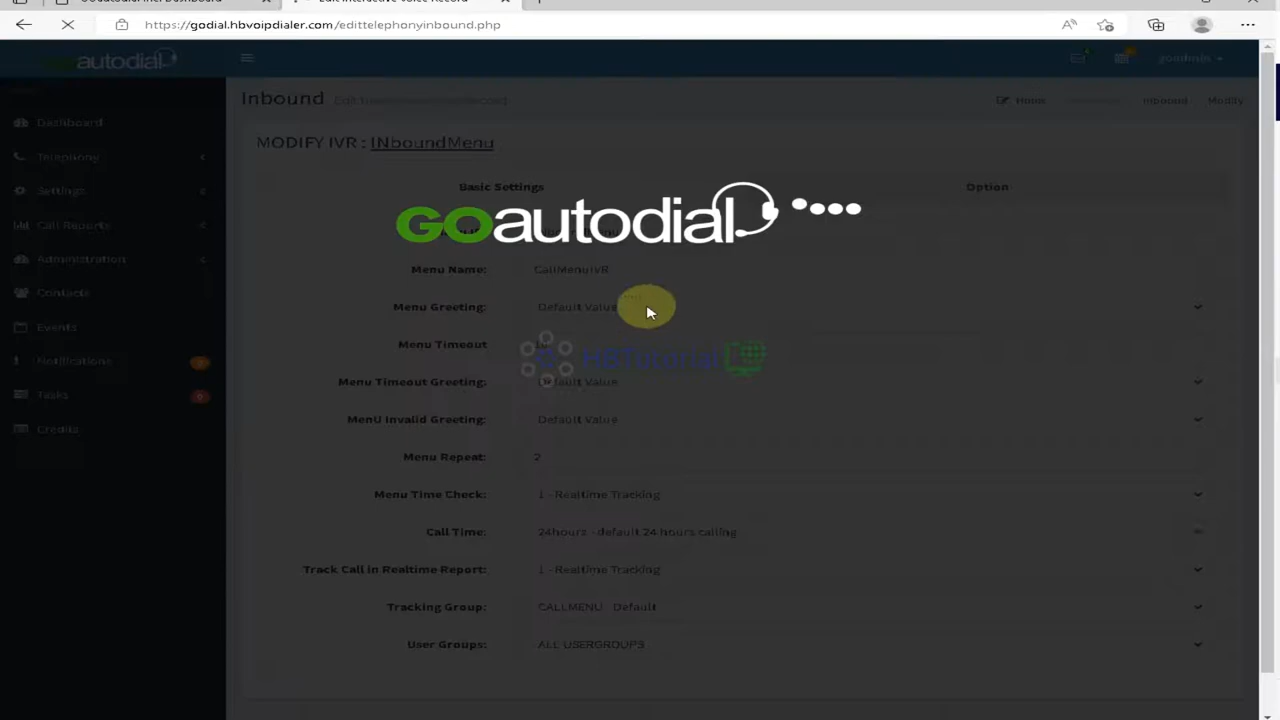 https://godial.hbvoipdialer.com/edittelephonyinbound.php
GOautodial
goadmin
Inbound
Home
Inbound
Modify
Dashboard
Telephony
Settings
Call Reports
Administration
Contacts
Events
Notifications
Tasks
0
Credits
MODIFY IVR : INboundMenu
Basic Settings
Option
GOautodial
Menu Name:
CallMenuIVR
Menu Greeting:
Default Value
Menu Timeout
HBTutorial
Menu Timeout Greeting:
Default Value
MenU Invalid Greeting:
Default Value
Menu Repeat:
2
Menu Time Check:
1 - Realtime Tracking
Call Time:
24hours - default 24 hours calling
Track Call in Realtime Report:
1 - Realtime Tracking
Tracking Group:
CALLMENU - Default
User Groups:
ALL USERGROUPS